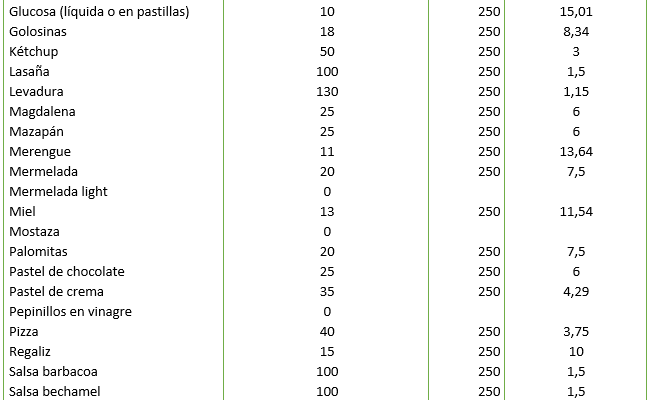 Glucosa (líquida o en pastillas) 10 250 15,01
Golosinas 18 250 8,34
Kétchup 50 250 3
Lasaña 100 250 1,5
Levadura 130 250 1,15
Magdalena 25 250 6
Mazapán 25 250 6
Merengue 11 250 13,64
Mermelada 20 250 7,5
Mermelada light 0
Miel 13 250 11,54
Mostaza 0
Palomitas 20 250 7,5
Pastel de chocolate 25 250 6
Pastel de crema 35 250 4,29
Pepinillos en vinagre 0
Pizza 40 250 3,75
Regaliz 15 250 10
Salsa barbacoa 100 250 1,5
Salsa bechamel 100 250 1,5